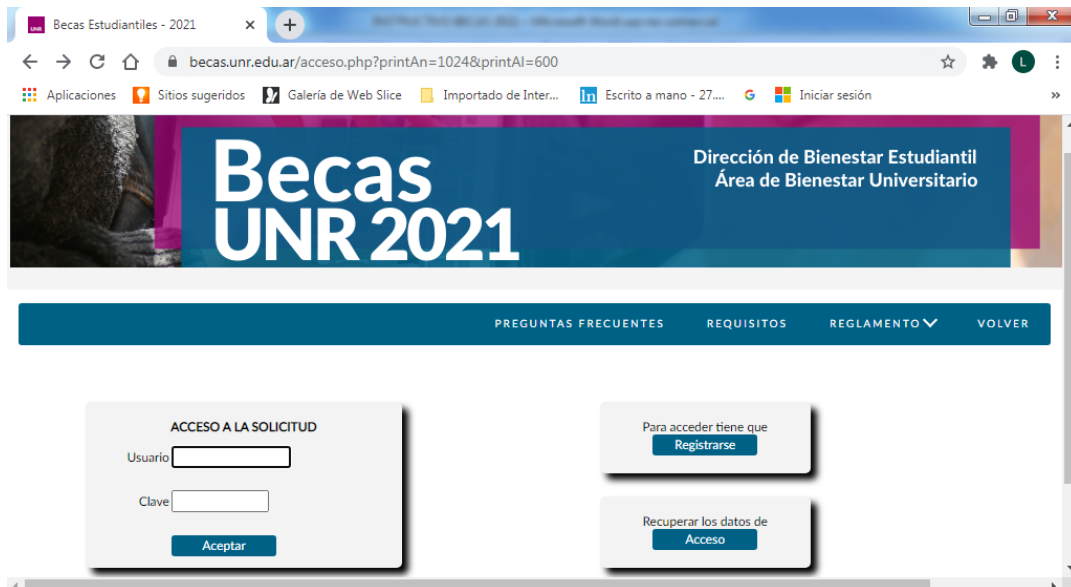 UNR
Becas Estudiantiles - 2021
becas.unr.edu.ar/acceso.php?printAn=1024&printAl=600
L
Aplicaciones
Sitios sugeridos
Galería de Web Slice
Importado de Inter...
In
Escrito a mano - 27....
G
Iniciar sesión
»
Becas
UNR 2021
Dirección de Bienestar Estudiantil
Área de Bienestar Universitario
PREGUNTAS FRECUENTES REQUISITOS REGLAMENTO VOLVER
ACCESO A LA SOLICITUD
Usuario
Clave
Aceptar
Para acceder tiene que
Registrarse
Recuperar los datos de
Acceso